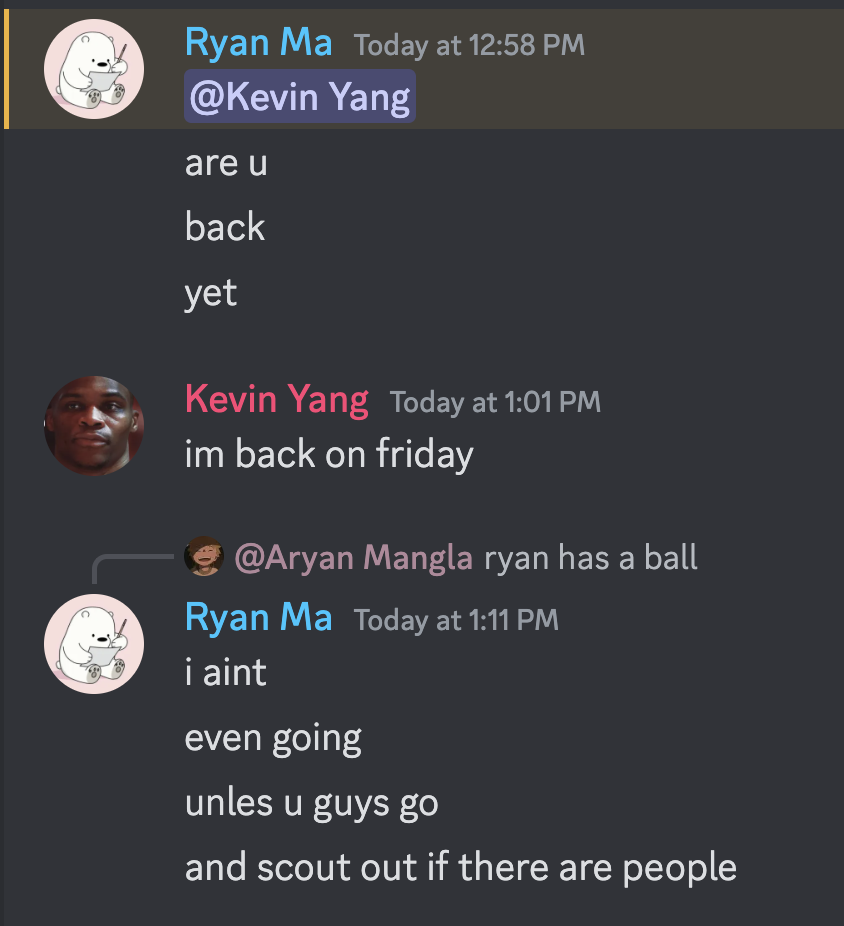 Ryan Ma Today at 12:58 PM
@Kevin Yang
are u
back
yet
Kevin Yang Today at 1:01 PM
im back on friday
@Aryan Mangla ryan has a ball
Ryan Ma Today at 1:11 PM
i aint
even going
unles u guys go
and scout out if there are people